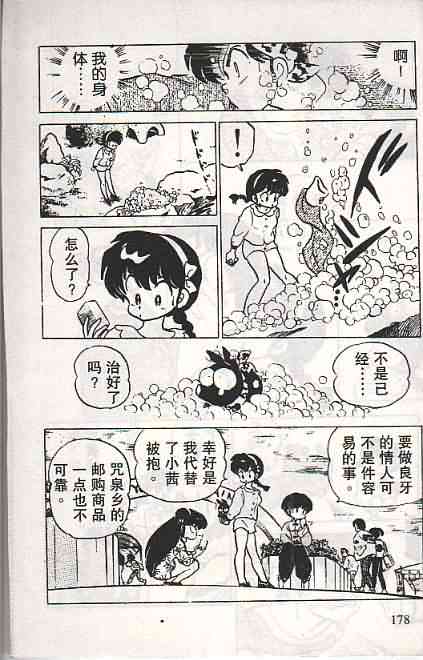 啊！
我的身
体……
！
怎么了？
不是已
经……
治好了
吗？
要做良牙
的情人可
不是件容
易的事。
幸好是
我代替
了小茜
被抱。
咒泉乡的
邮购商品
一点也不
可靠。
178